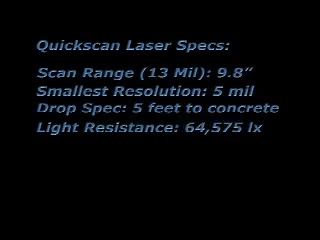 Quickscan Laser Specs:
Scan Range (13 Mil): 9.8”
Smallest Resolution: 5 mil
Drop Spec: 5 feet to concrete
Light Resistance: 64,575 lx